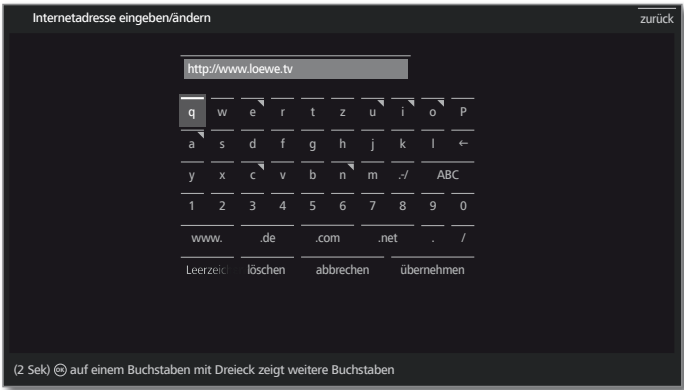 Internetadresse eingeben/ändern zurück
http://www.loewe.tv
q w e r t z u i o P
a s d f g h j k l ←
y x c v b n m .-/ ABC
1 2 3 4 5 6 7 8 9 0
www. .de .com .net . /
Leerzeich löschen abbrechen übernehmen
(2 Sek) OK auf einem Buchstaben mit Dreieck zeigt weitere Buchstaben